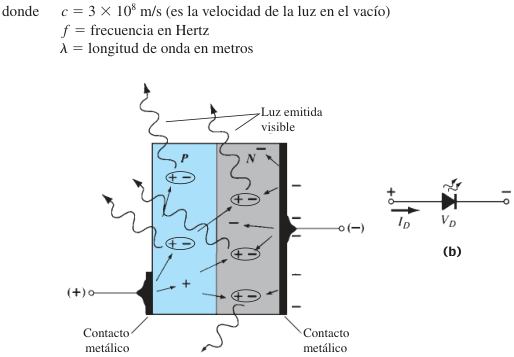 donde c = 3 × 10⁸ m/s (es la velocidad de la luz en el vacío)
f = frecuencia en Hertz
λ = longitud de onda en metros
Luz emitida
visible
P
N
−
+ −
+ −
+ −
−
+ −
+
+ −
(+)
(−)
Contacto
metálico
Contacto
metálico
+
−
I_D
V_D
(b)